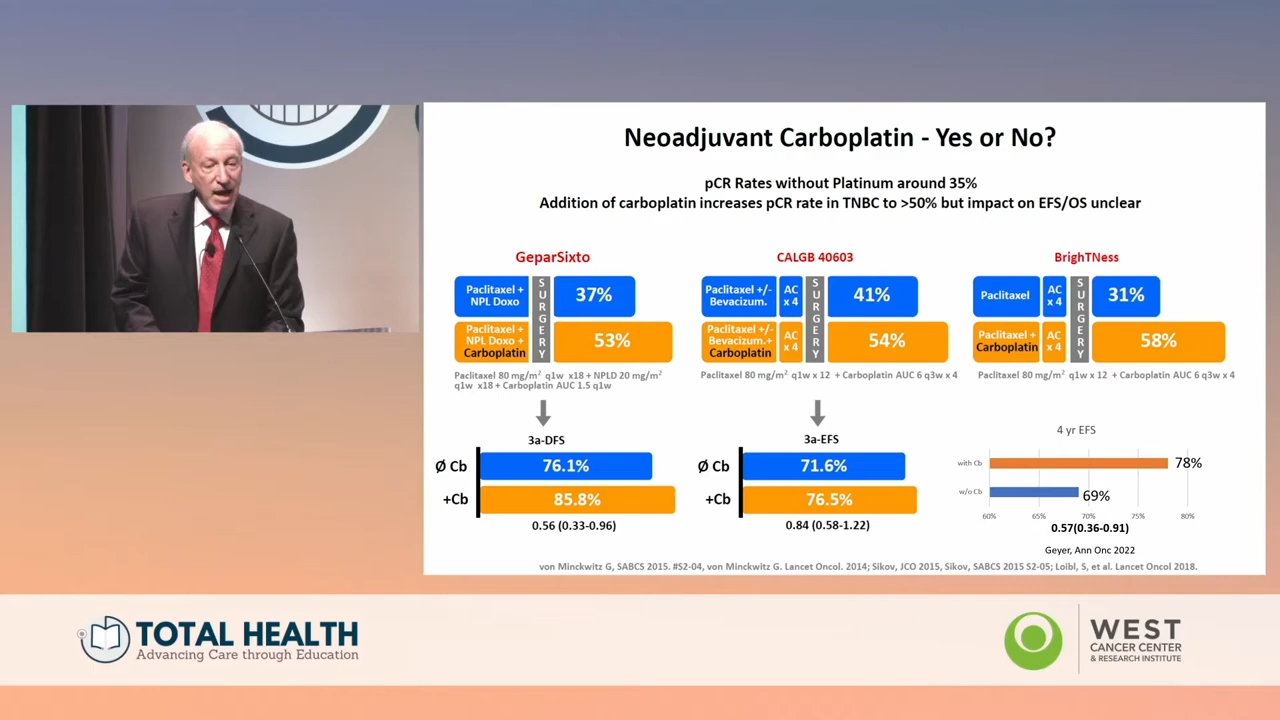 Neoadjuvant Carboplatin - Yes or No?
pCR Rates without Platinum around 35%
Addition of carboplatin increases pCR rate in TNBC to >50% but impact on EFS/OS unclear
GeparSixto
Paclitaxel +
NPL Doxo
37%
Paclitaxel +
NPL Doxo +
Carboplatin
SURGERY
53%
Paclitaxel 80 mg/m² q1w x18 + NPLD 20 mg/m²
q1w x18 + Carboplatin AUC 1.5 q1w
3a-DFS
Ø Cb
76.1%
+Cb
85.8%
0.56 (0.33-0.96)
CALGB 40603
Paclitaxel +/-
Bevacizum.
AC
x 4
41%
Paclitaxel +/-
Bevacizum.+
Carboplatin
AC
x 4
SURGERY
54%
Paclitaxel 80 mg/m² q1w x 12 + Carboplatin AUC 6 q3w x 4
3a-EFS
Ø Cb
71.6%
+Cb
76.5%
0.84 (0.58-1.22)
BrighTNess
Paclitaxel
AC
x 4
31%
Paclitaxel +
Carboplatin
AC
x 4
SURGERY
58%
Paclitaxel 80 mg/m² q1w x 12 + Carboplatin AUC 6 q3w x 4
4 yr EFS
with Cb
78%
w/o Cb
69%
60% 65% 70% 75% 80%
0.57(0.36-0.91)
Geyer, Ann Onc 2022
von Minckwitz G, SABCS 2015. #S2-04, von Minckwitz G. Lancet Oncol. 2014; Sikov, JCO 2015, Sikov, SABCS 2015 S2-05; Loibl, S, et al. Lancet Oncol 2018.
TOTAL HEALTH
Advancing Care through Education
WEST
CANCER CENTER
& RESEARCH INSTITUTE